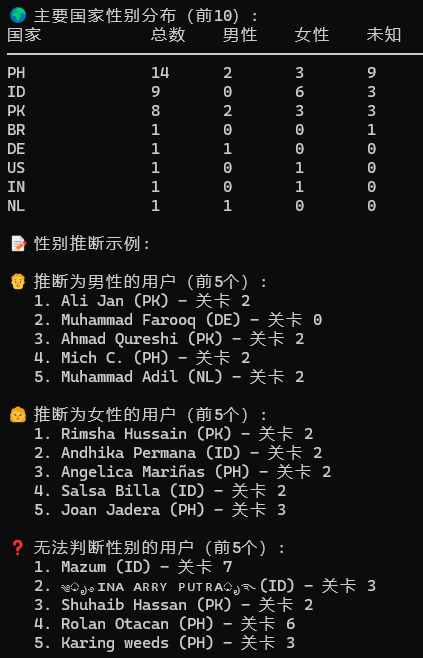 🌍 主要国家性别分布 (前10) :
国家 总数 男性 女性 未知
PH 14 2 3 9
ID 9 0 6 3
PK 8 2 3 3
BR 1 0 0 1
DE 1 1 0 0
US 1 0 1 0
IN 1 0 1 0
NL 1 1 0 0
📝 性别推断示例:
👨 推断为男性的用户 (前5个) :
1. Ali Jan (PK) - 关卡 2
2. Muhammad Farooq (DE) - 关卡 0
3. Ahmad Qureshi (PK) - 关卡 2
4. Mich C. (PH) - 关卡 2
5. Muhammad Adil (NL) - 关卡 2
👩 推断为女性的用户 (前5个) :
1. Rimsha Hussain (PK) - 关卡 2
2. Andhika Permana (ID) - 关卡 2
3. Angelica Mariñas (PH) - 关卡 2
4. Salsa Billa (ID) - 关卡 2
5. Joan Jadera (PH) - 关卡 3
❓ 无法判断性别的用户 (前5个) :
1. Mazum (ID) - 关卡 7
2. ɪɴᴀ ᴀʀʀʏ ᴘᴜᴛʀᴀ (ID) - 关卡 3
3. Shuhaib Hassan (PK) - 关卡 2
4. Rolan Otacan (PH) - 关卡 6
5. Karing weeds (PH) - 关卡 3